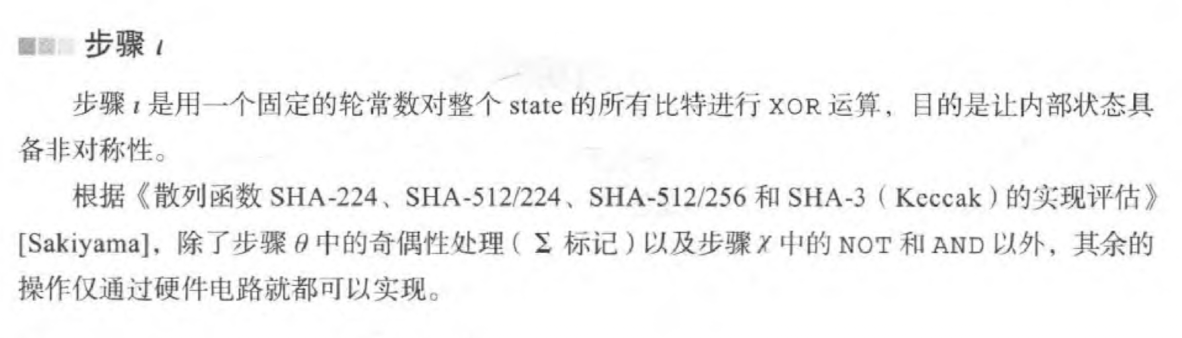 步骤 ι
步骤 ι 是用一个固定的轮常数对整个 state 的所有比特进行 XOR 运算，目的是让内部状态具
备非对称性。
根据《散列函数 SHA-224、SHA-512/224、SHA-512/256 和 SHA-3（Keccak）的实现评估》
[Sakiyama]，除了步骤 θ 中的奇偶性处理（ Σ 标记）以及步骤 χ 中的 NOT 和 AND 以外，其余的
操作仅通过硬件电路就都可以实现。